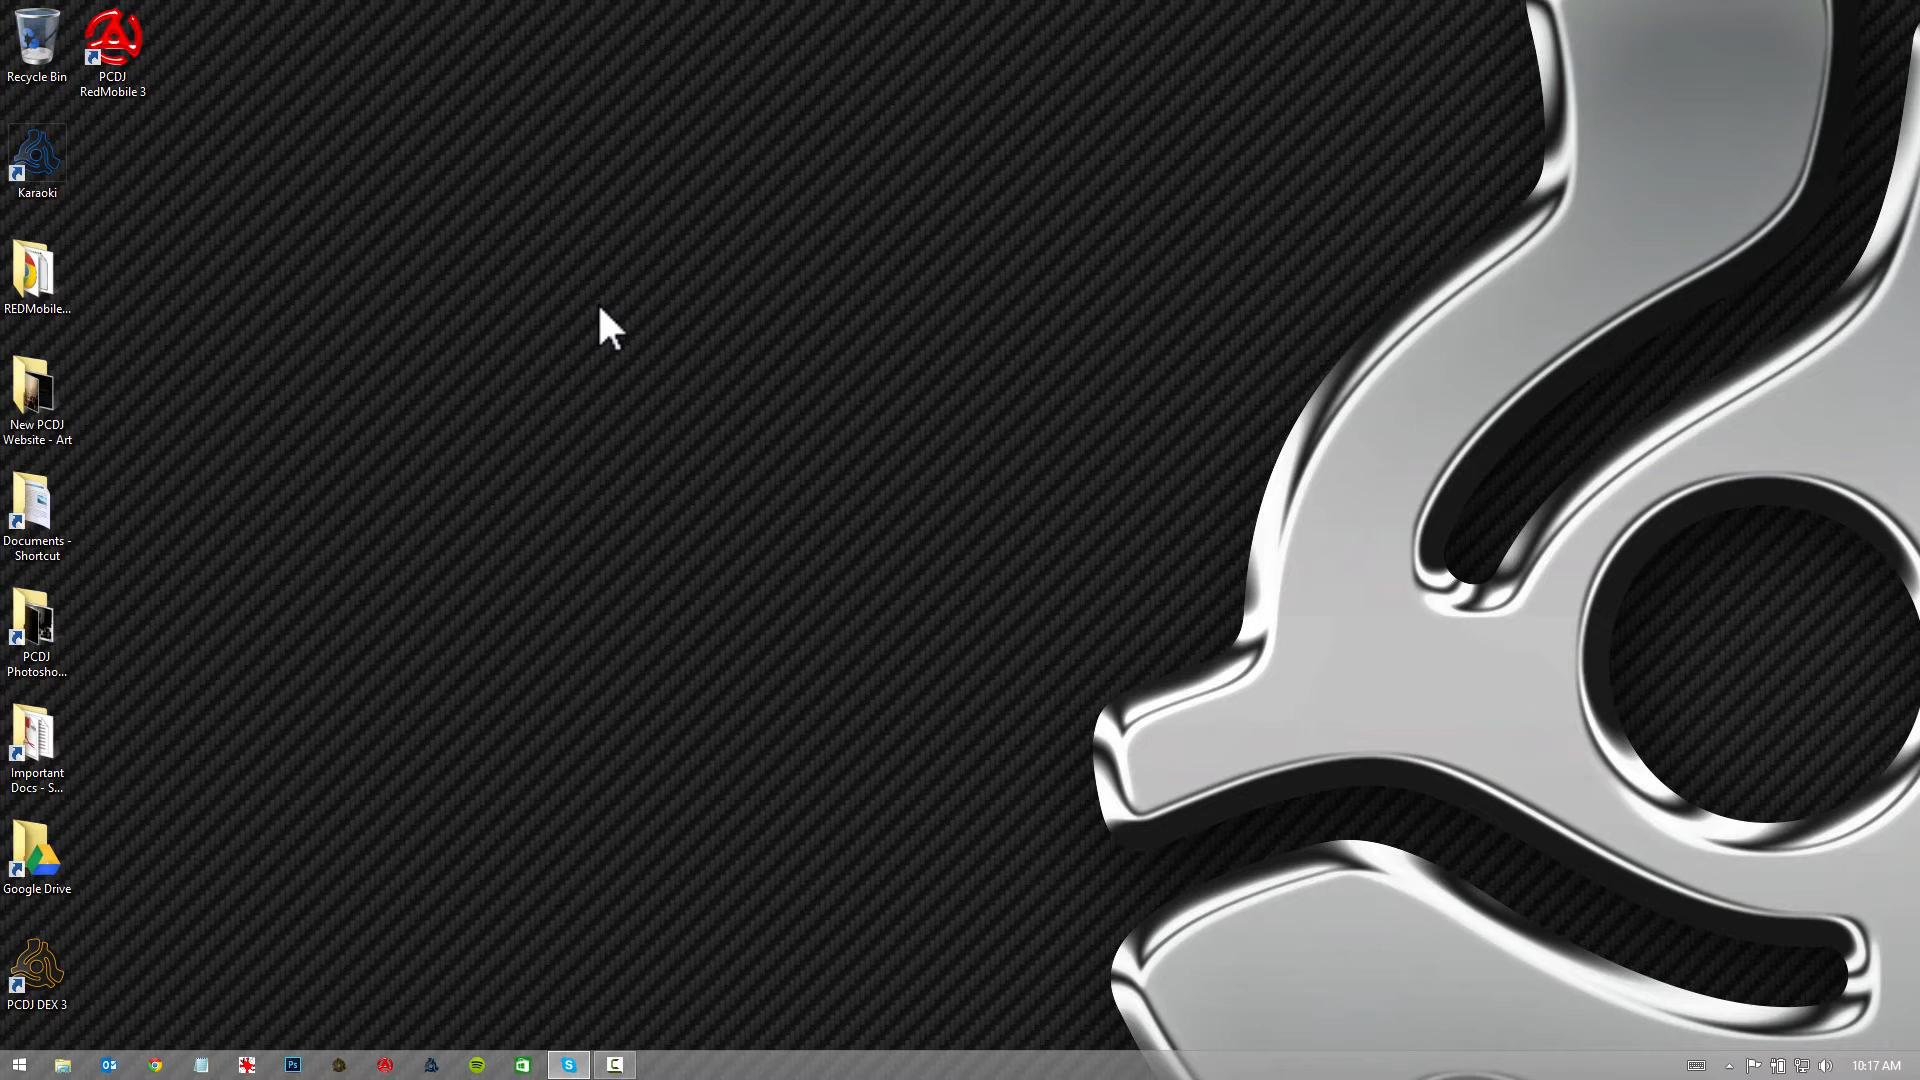 Recycle Bin
PCDJ
RedMobile 3
Karaoki
REDMobile...
New PCDJ
Website - Art
Documents -
Shortcut
PCDJ
Photosho...
Important
Docs - S...
Google Drive
PCDJ DEX 3
Ps
10:17 AM